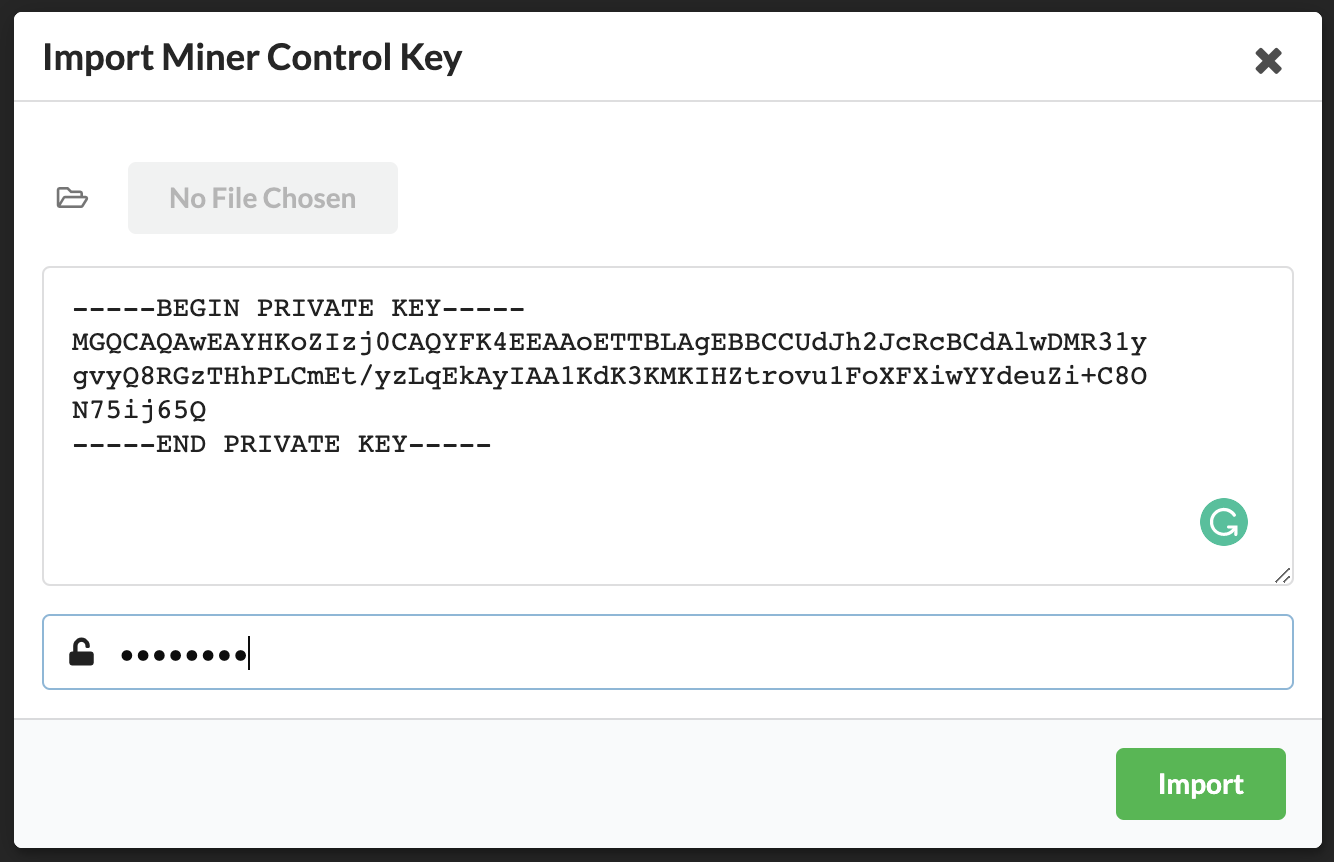 Import Miner Control Key
No File Chosen
-----BEGIN PRIVATE KEY-----
MGQCAQAwEAYHKoZIzj0CAQYFK4EEAAoETTBLAgEBBCCUdJh2JcRcBCdAlwDMR31y
gvyQ8RGzTHhPLCmEt/yzLqEkAyIAA1KdK3KMKIHZtrovu1FoXFXiwYYdeuZi+C8O
N75ij65Q
-----END PRIVATE KEY-----
Import